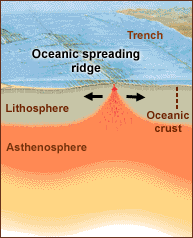 Trench
Oceanic spreading
ridge
Lithosphere
Oceanic
crust
Asthenosphere